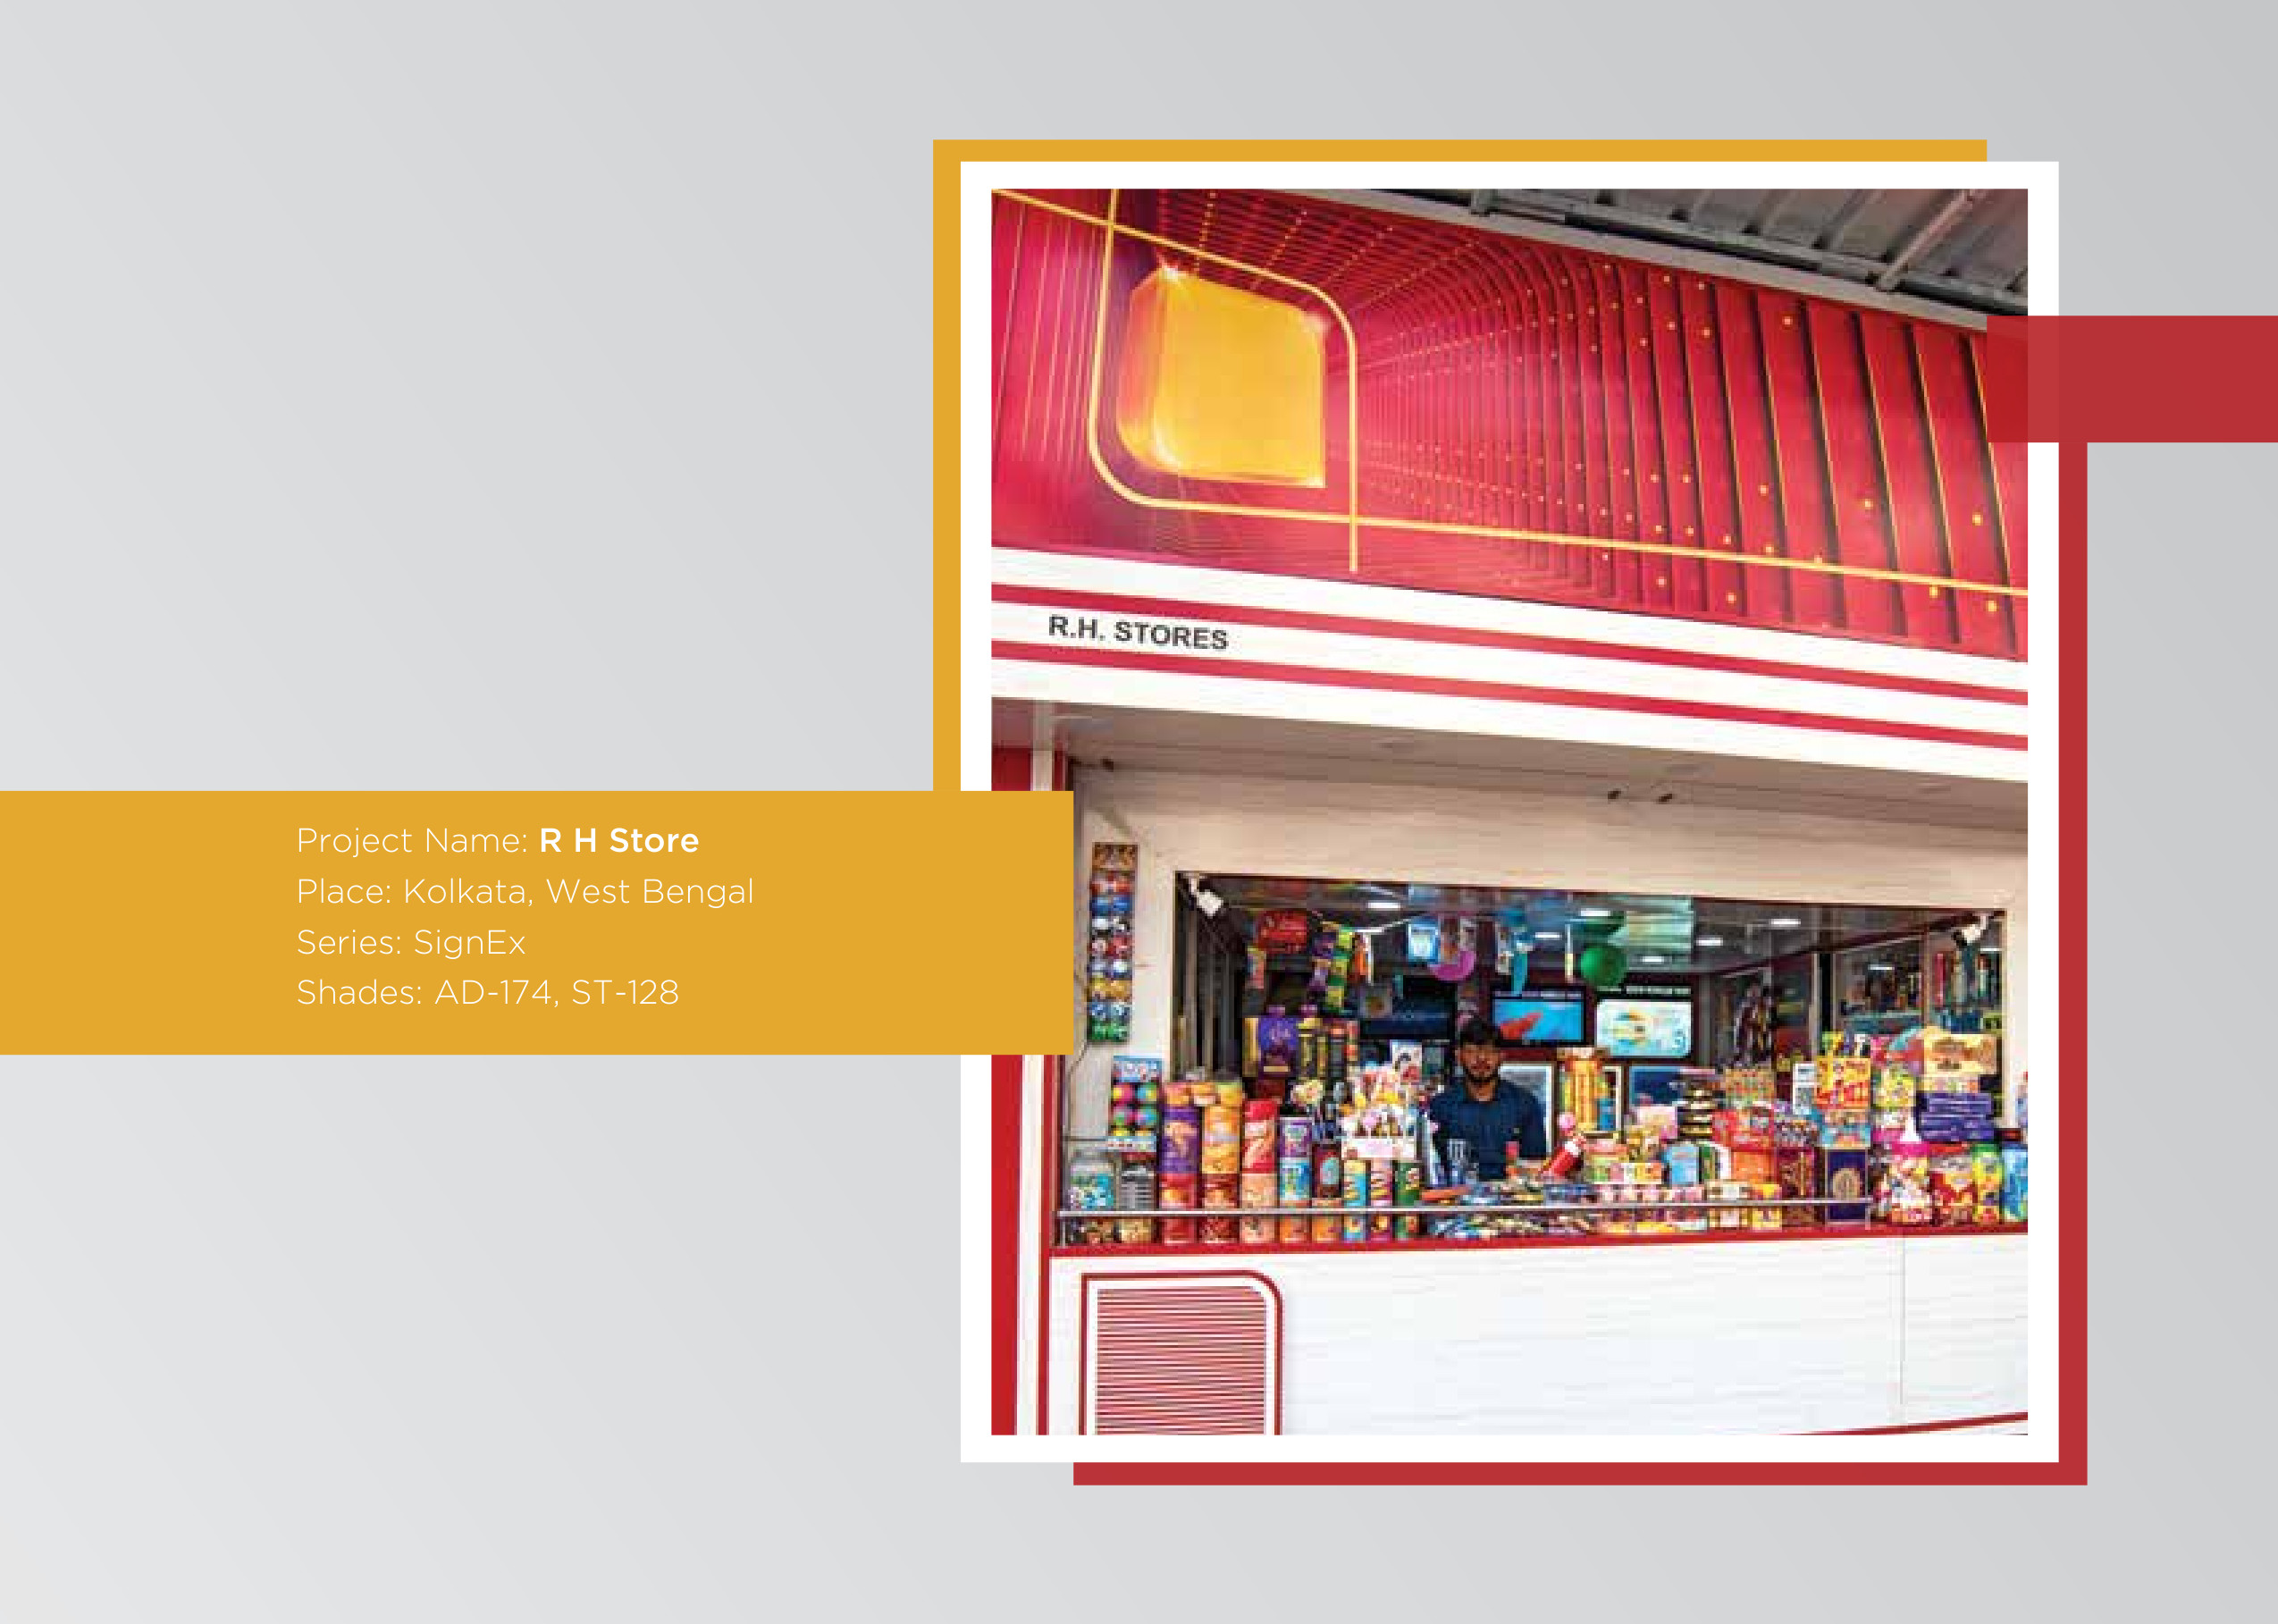 Project Name: R H Store
Place: Kolkata, West Bengal
Series: SignEx
Shades: AD-174, ST-128
R.H. STORES